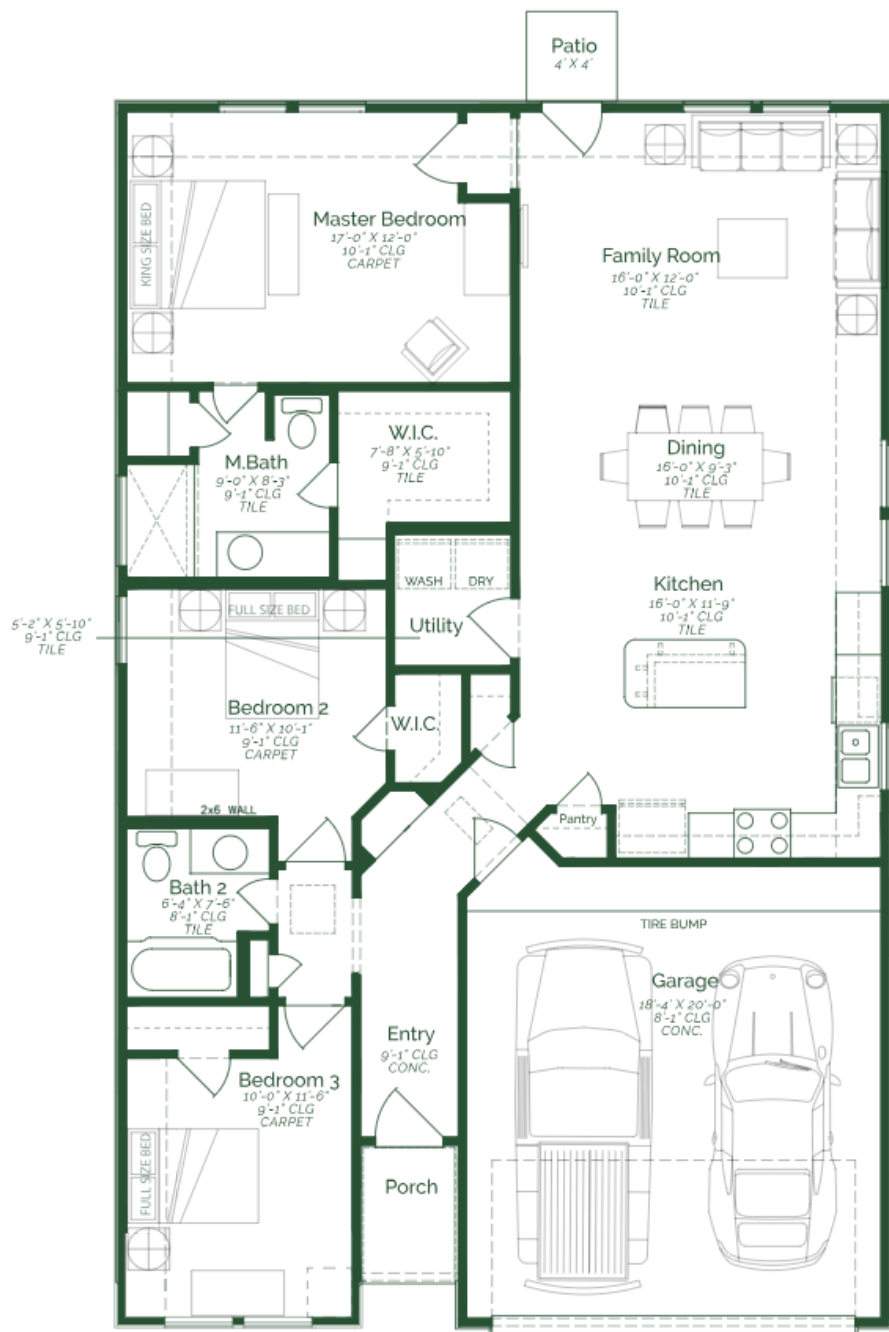 Patio
4' X 4'
KING SIZE BED
Master Bedroom
17'-0" X 12'-0"
10'-1" CLG
CARPET
Family Room
16'-0" X 12'-0"
10'-1" CLG
TILE
M.Bath
9'-0" X 8'-3"
9'-1" CLG
TILE
W.I.C.
7'-8" X 5'-10"
9'-1" CLG
TILE
Dining
16'-0" X 9'-3"
10'-1" CLG
TILE
WASH DRY
Utility
5'-2" X 5'-10"
9'-1" CLG
TILE
Kitchen
16'-0" X 11'-9"
10'-1" CLG
TILE
FULL SIZE BED
Bedroom 2
11'-6" X 10'-1"
9'-1" CLG
CARPET
W.I.C.
2x6 WALL
Pantry
Bath 2
6'-4" X 7'-6"
8'-1" CLG
TILE
TIRE BUMP
Garage
18'-4' X 20'-0"
8'-1" CLG
CONC.
Entry
9'-1" CLG
CONC.
Bedroom 3
10'-0" X 11'-6"
9'-1" CLG
CARPET
FULL SIZE BED
Porch